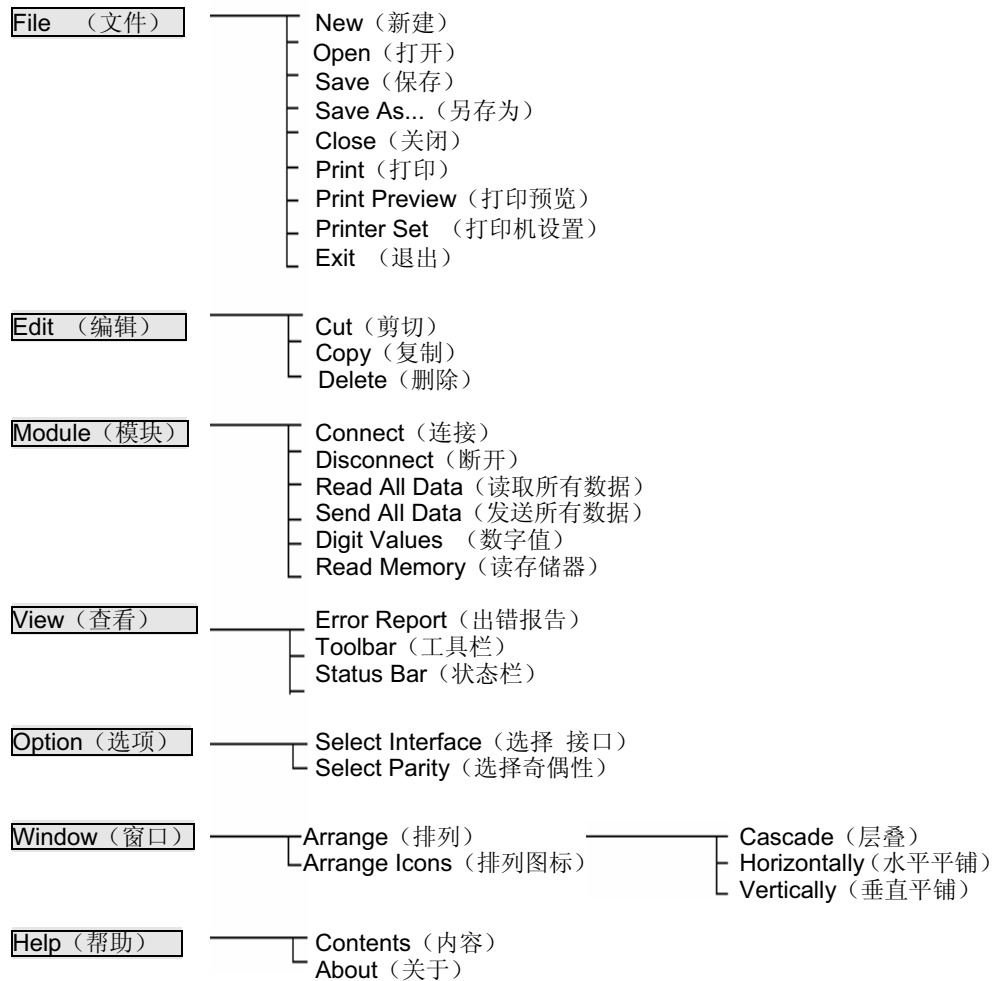 File （文件）
New（新建）
Open（打开）
Save（保存）
Save As...（另存为）
Close（关闭）
Print（打印）
Print Preview（打印预览）
Printer Set （打印机设置）
Exit （退出）
Edit （编辑）
Cut（剪切）
Copy（复制）
Delete（删除）
Module（模块）
Connect（连接）
Disconnect（断开）
Read All Data（读取所有数据）
Send All Data（发送所有数据）
Digit Values （数字值）
Read Memory（读存储器）
View（查看）
Error Report（出错报告）
Toolbar（工具栏）
Status Bar（状态栏）
Option（选项）
Select Interface（选择 接口）
Select Parity（选择奇偶性）
Window（窗口）
Arrange（排列）
Arrange Icons（排列图标）
Cascade（层叠）
Horizontally（水平平铺）
Vertically（垂直平铺）
Help（帮助）
Contents（内容）
About（关于）